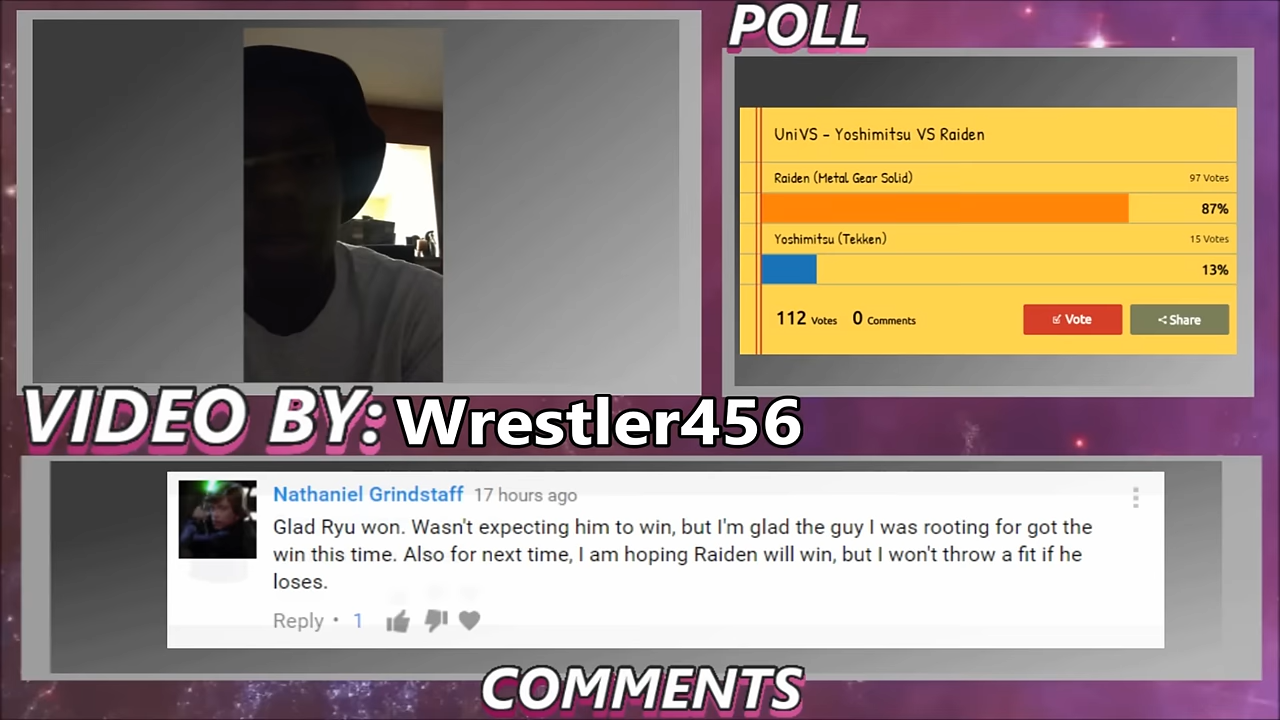 POLL
UniVS - Yoshimitsu VS Raiden
Raiden (Metal Gear Solid) 97 Votes
87%
Yoshimitsu (Tekken) 15 Votes
13%
112 Votes 0 Comments Vote Share
VIDEO BY: Wrestler456
Nathaniel Grindstaff 17 hours ago
Glad Ryu won. Wasn't expecting him to win, but I'm glad the guy I was rooting for got the
win this time. Also for next time, I am hoping Raiden will win, but I won't throw a fit if he
loses.
Reply • 1
COMMENTS